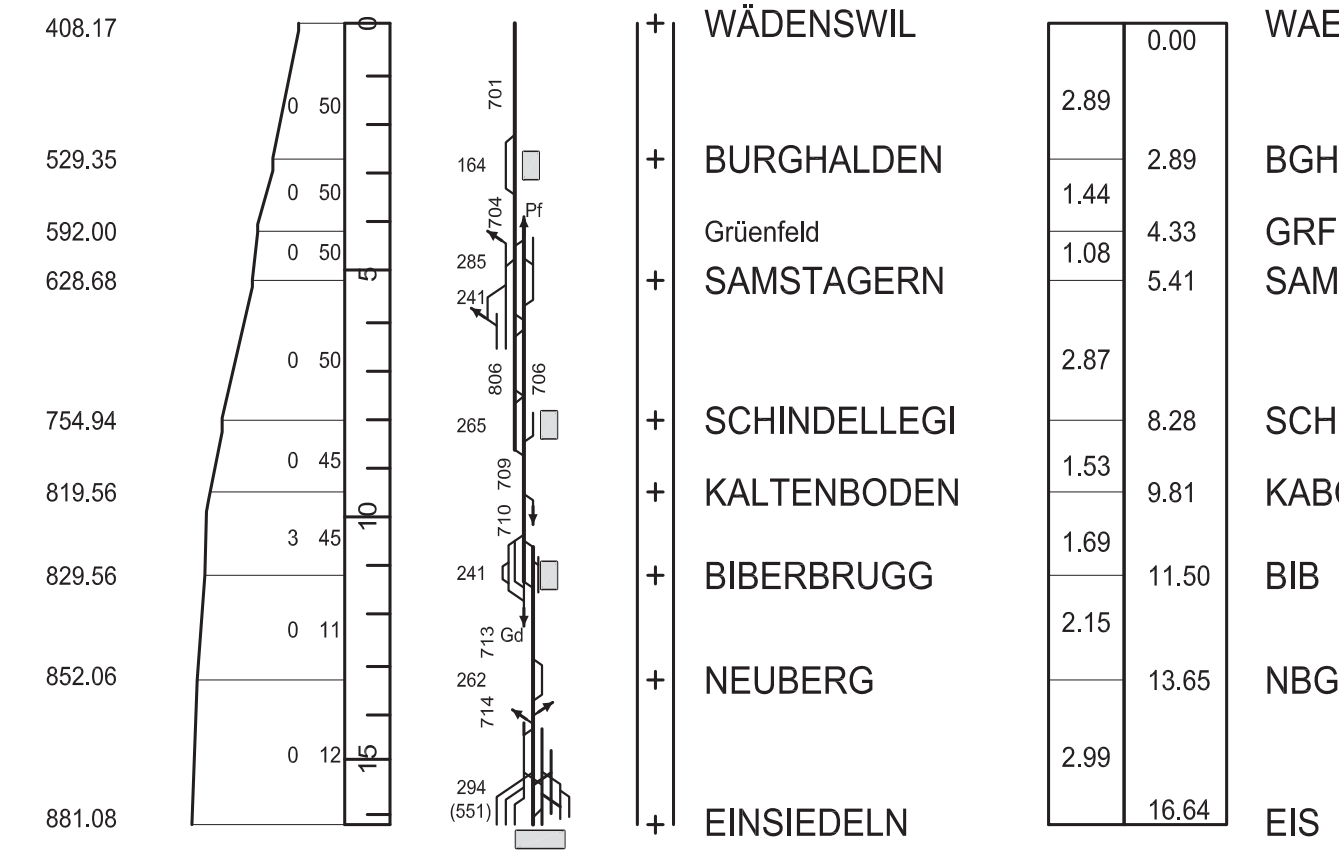 408.17 0 + WÄDENSWIL 0.00 WAE
0 50 701 2.89
529.35 164 + BURGHALDEN 2.89 BGH
0 50 704 Pf 1.44
592.00 Grüenfeld 4.33 GRF
0 50 285 1.08
628.68 5 241 + SAMSTAGERN 5.41 SAM
0 50 806 706 2.87
754.94 265 + SCHINDELLEGI 8.28 SCH
0 45 709 1.53
819.56 10 + KALTENBODEN 9.81 KAB
3 45 710 1.69
829.56 241 + BIBERBRUGG 11.50 BIB
0 11 713 Gd 2.15
852.06 262 + NEUBERG 13.65 NBG
714
0 12 15 2.99
294
881.08 (551) + EINSIEDELN 16.64 EIS